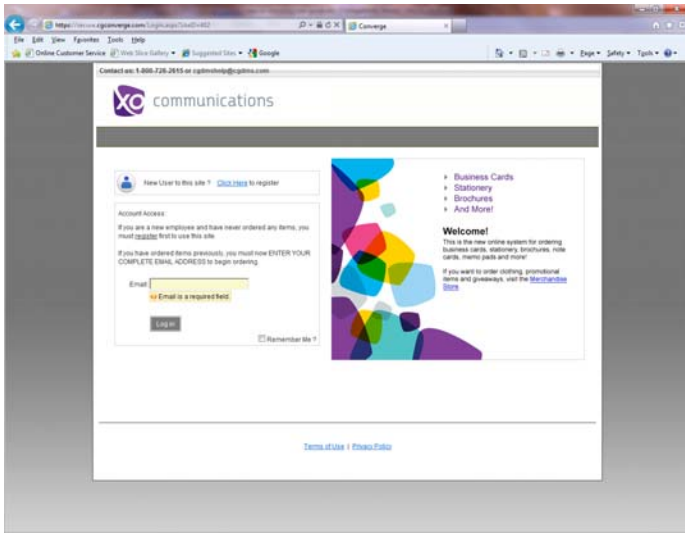 Converge
File Edit View Favorites Tools Help
Online Customer Service Web Slice Gallery Suggested Sites Google
Page Safety Tools
Contact us: 1-800-726-2615 or cgdmshelp@cgdms.com
xo communications
New User to this site ? Click Here to register
Account Access:
If you are a new employee and have never ordered any items, you
must register first to use this site.
If you have ordered items previously, you must now ENTER YOUR
COMPLETE EMAIL ADDRESS to begin ordering.
Email:
Email is a required field.
Log in
Remember Me ?
Business Cards
Stationery
Brochures
And More!
Welcome!
This is the new online system for ordering
business cards, stationery, brochures, note
cards, memo pads and more!
If you want to order clothing, promotional
items and giveaways, visit the Merchandise
Store.
Terms of Use | Privacy Policy